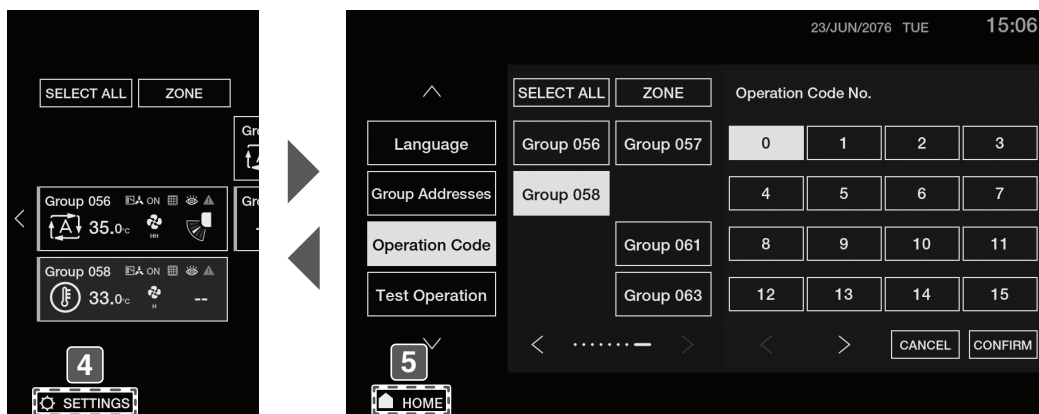 SELECT ALL ZONE
Gr
Group 056 ON
A 35.0°C HH
Gr
Group 058 ON
33.0°C H --
4
SETTINGS
23/JUN/2076 TUE 15:06
Language
Group Addresses
Operation Code
Test Operation
SELECT ALL ZONE
Group 056 Group 057
Group 058
Group 061
Group 063
Operation Code No.
0 1 2 3
4 5 6 7
8 9 10 11
12 13 14 15
CANCEL CONFIRM
5
HOME